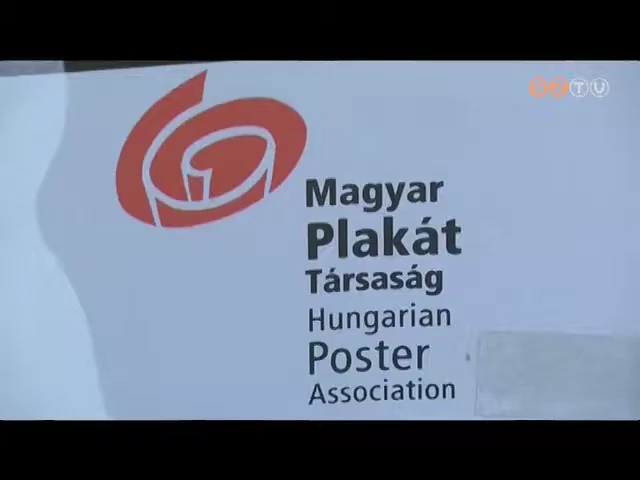 Magyar
Plakát
Társaság
Hungarian
Poster
Association